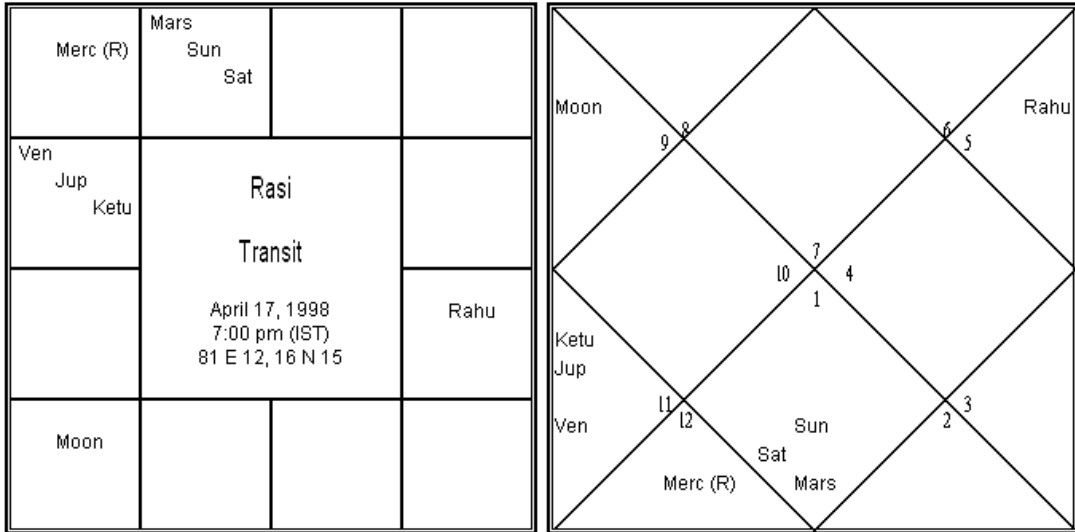 Mars
Merc (R)
Sun
Sat
Ven
Jup
Ketu
Rasi
Transit
April 17, 1998
7:00 pm (IST)
81 E 12, 16 N 15
Rahu
Moon
Moon
Rahu
8
6
9
5
7
10
4
1
Ketu
Jup
11
3
12
2
Ven
Sun
Sat
Merc (R)
Mars